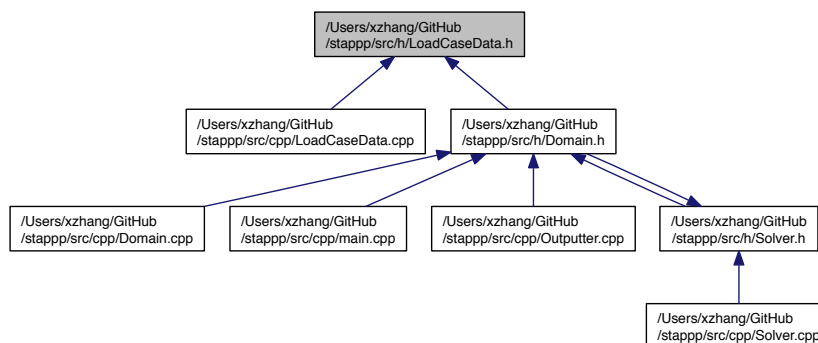 /Users/xzhang/GitHub
/stappp/src/h/LoadCaseData.h
/Users/xzhang/GitHub
/stappp/src/cpp/LoadCaseData.cpp
/Users/xzhang/GitHub
/stappp/src/h/Domain.h
/Users/xzhang/GitHub
/stappp/src/cpp/Domain.cpp
/Users/xzhang/GitHub
/stappp/src/cpp/main.cpp
/Users/xzhang/GitHub
/stappp/src/cpp/Outputter.cpp
/Users/xzhang/GitHub
/stappp/src/h/Solver.h
/Users/xzhang/GitHub
/stappp/src/cpp/Solver.cpp